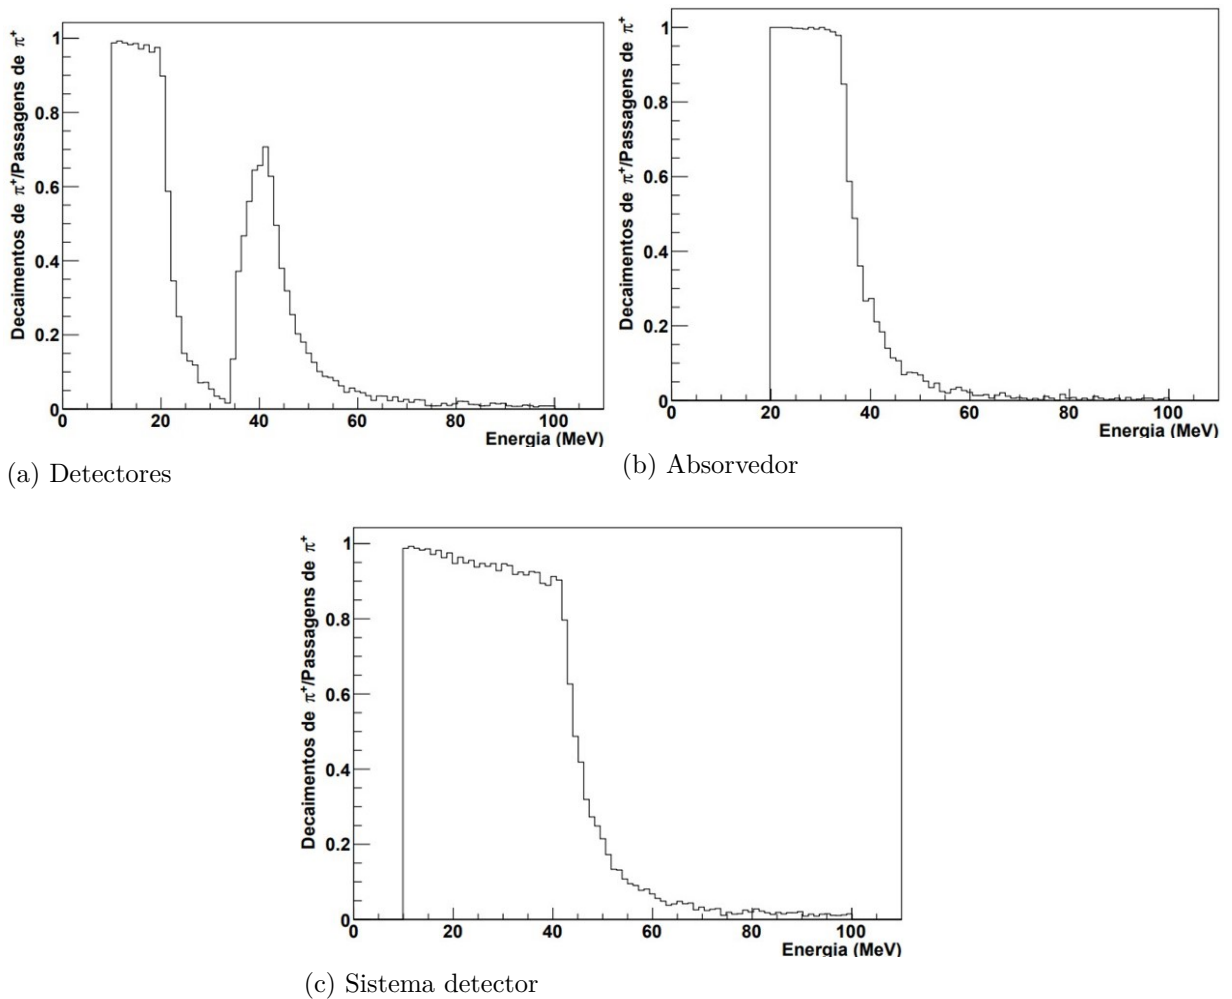 Decaimentos de π⁺/Passagens de π⁺
1
0.8
0.6
0.4
0.2
0
0 20 40 60 80 100
Energia (MeV)
(a) Detectores
Decaimentos de π⁺/Passagens de π⁺
1
0.8
0.6
0.4
0.2
0
0 20 40 60 80 100
Energia (MeV)
(b) Absorvedor
Decaimentos de π⁺/Passagens de π⁺
1
0.8
0.6
0.4
0.2
0
0 20 40 60 80 100
Energia (MeV)
(c) Sistema detector